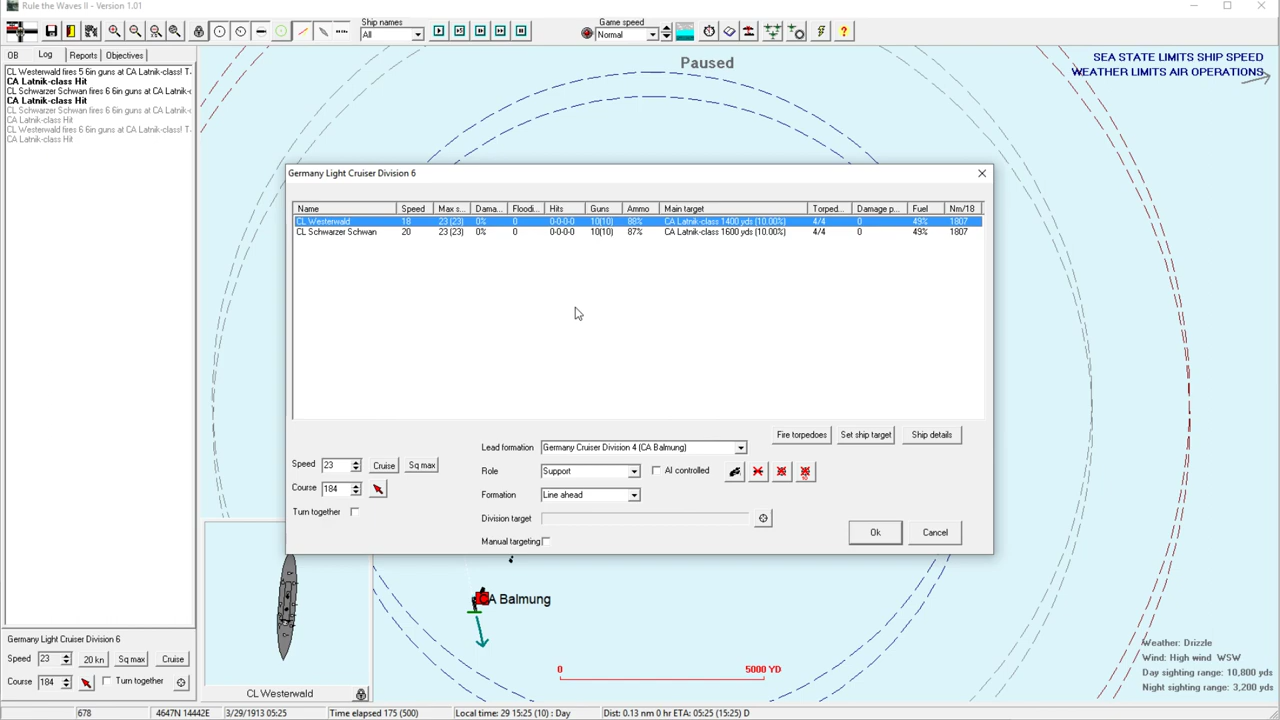 Rule the Waves II - Version 1.01
Ship names
All
Game speed
Normal
OB Log Reports Objectives
CL Westerwald fires 5 6in guns at CA Latnik-class! T
CA Latnik-class Hit
CL Schwarzer Schwan fires 6 6in guns at CA Latnik-
CA Latnik-class Hit
CL Schwarzer Schwan fires 6 6in guns at CA Latnik-
CA Latnik-class Hit
CL Westerwald fires 6 6in guns at CA Latnik-class! T
CA Latnik-class Hit
Paused
SEA STATE LIMITS SHIP SPEED
WEATHER LIMITS AIR OPERATIONS
Germany Light Cruiser Division 6
Name Speed Max s... Dama... Floodi... Hits Guns Ammo Main target Torped... Damage p... Fuel Nm/18
CL Westerwald 18 23 (23) 0% 0 0-0-0-0 10(10) 88% CA Latnik-class 1400 yds (10.00%) 4/4 0 49% 1807
CL Schwarzer Schwan 20 23 (23) 0% 0 0-0-0-0 10(10) 87% CA Latnik-class 1600 yds (10.00%) 4/4 0 49% 1807
Fire torpedoes Set ship target Ship details
Lead formation Germany Cruiser Division 4 (CA Balmung)
Speed 23 Cruise Sq max
Role Support AI controlled
Course 184
Formation Line ahead
Turn together
Division target
Manual targeting
Ok Cancel
CA Balmung
0 5000 YD
Weather: Drizzle
Wind: High wind WSW
Day sighting range: 10,800 yds
Night sighting range: 3,200 yds
Germany Light Cruiser Division 6
Speed 23 20 kn Sq max Cruise
Course 184 Turn together
CL Westerwald
678 4647N 14442E 3/29/1913 05:25 Time elapsed 175 (500) Local time: 29 15:25 (10) : Day Dist: 0.13 nm 0 hr ETA: 05:25 (15:25) D